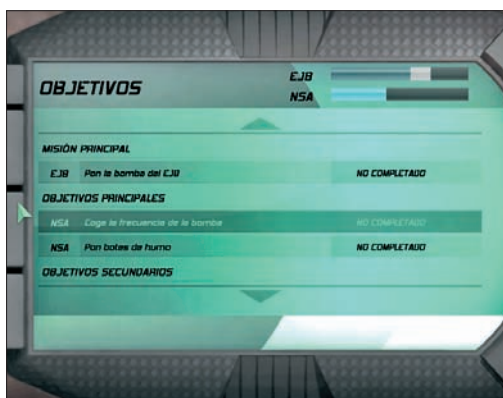 OBJETIVOS
EJB
NSA
MISIÓN PRINCIPAL
EJB Pon la bomba del EJB NO COMPLETADO
OBJETIVOS PRINCIPALES
NSA Coge la frecuencia de la bomba NO COMPLETADO
NSA Pon botes de humo NO COMPLETADO
OBJETIVOS SECUNDARIOS